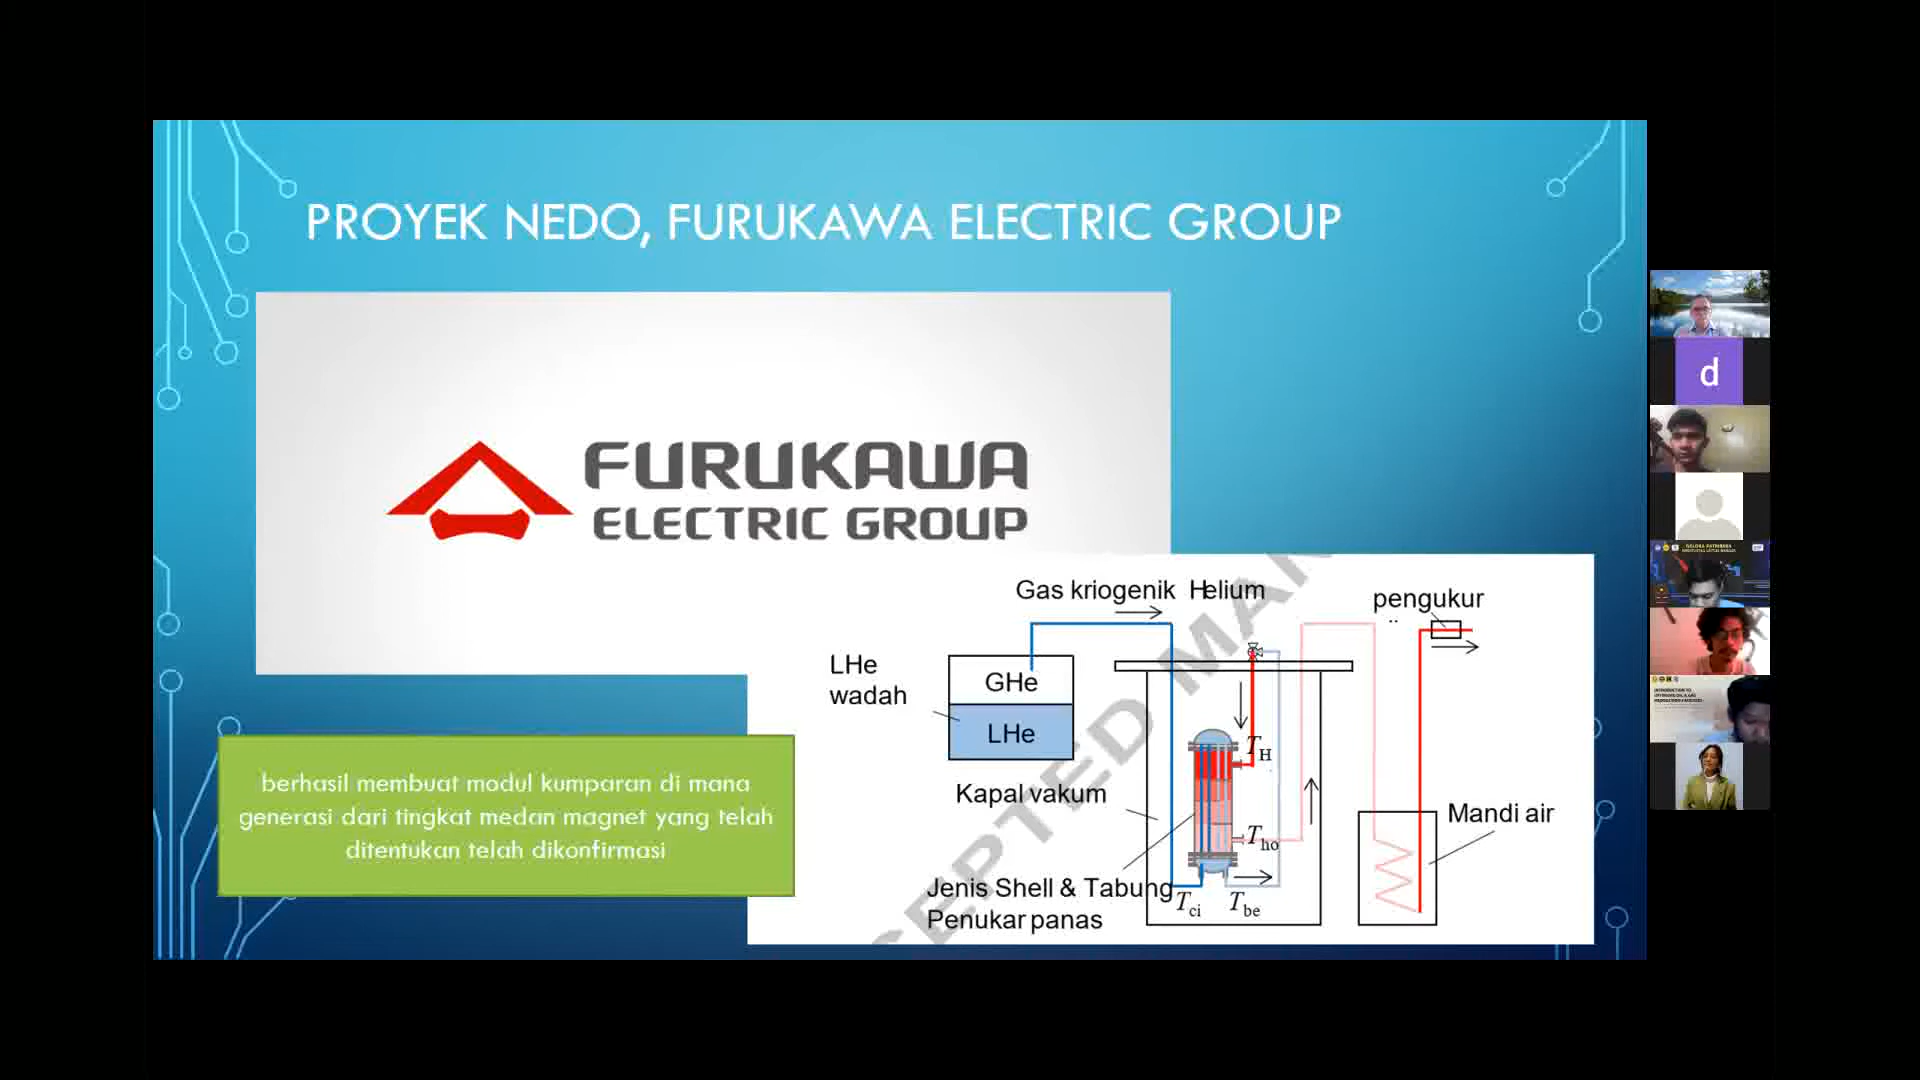 PROYEK NEDO, FURUKAWA ELECTRIC GROUP
FURUKAWA
ELECTRIC GROUP
Gas kriogenik Helium
pengukur
LHe
wadah
GHe
LHe
TH
Kapal vakum
Tho
Mandi air
Jenis Shell & Tabung
Penukar panas
Tci
Tbe
berhasil membuat modul kumparan di mana
generasi dari tingkat medan magnet yang telah
ditentukan telah dikonfirmasi
d